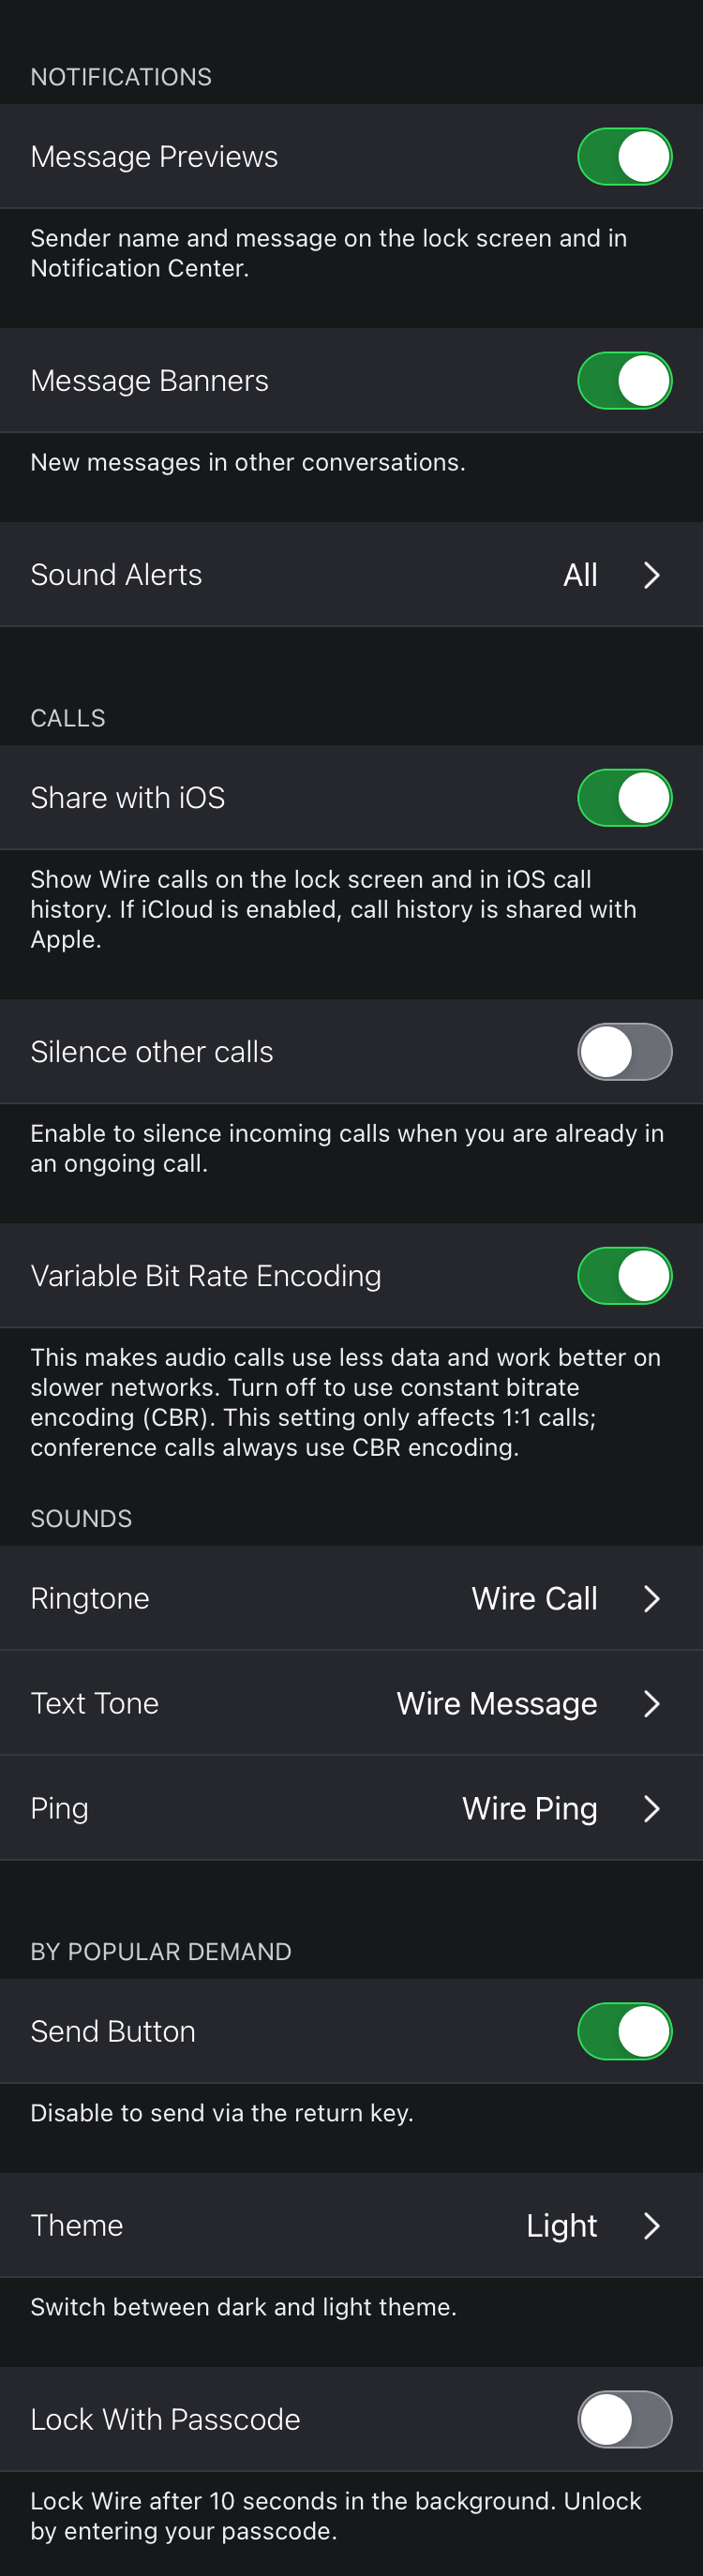 NOTIFICATIONS
Message Previews
Sender name and message on the lock screen and in
Notification Center.
Message Banners
New messages in other conversations.
Sound Alerts All
CALLS
Share with iOS
Show Wire calls on the lock screen and in iOS call
history. If iCloud is enabled, call history is shared with
Apple.
Silence other calls
Enable to silence incoming calls when you are already in
an ongoing call.
Variable Bit Rate Encoding
This makes audio calls use less data and work better on
slower networks. Turn off to use constant bitrate
encoding (CBR). This setting only affects 1:1 calls;
conference calls always use CBR encoding.
SOUNDS
Ringtone Wire Call
Text Tone Wire Message
Ping Wire Ping
BY POPULAR DEMAND
Send Button
Disable to send via the return key.
Theme Light
Switch between dark and light theme.
Lock With Passcode
Lock Wire after 10 seconds in the background. Unlock
by entering your passcode.